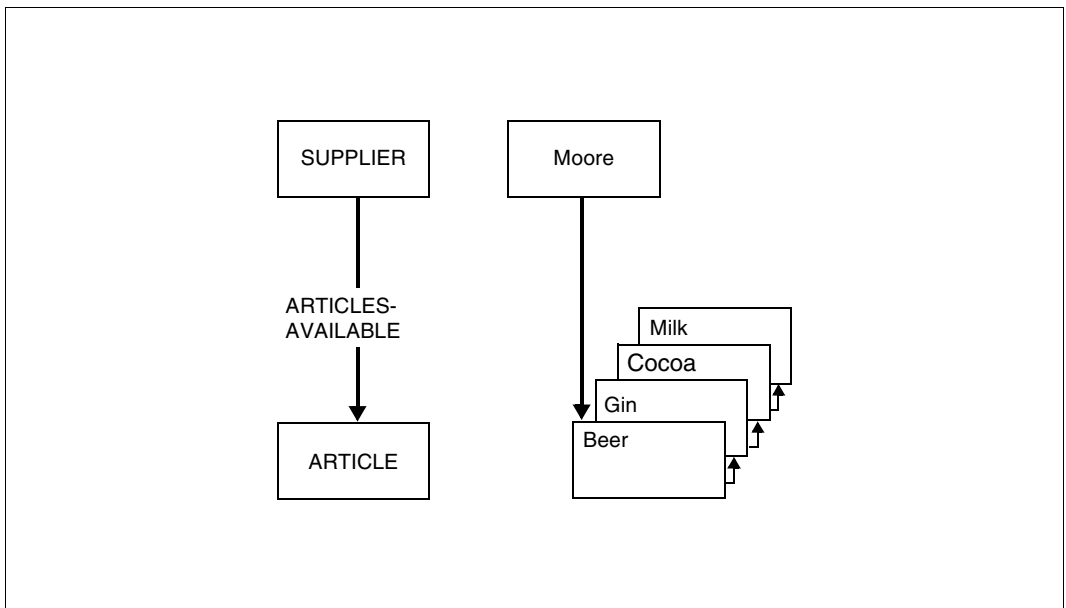 SUPPLIER
Moore
ARTICLES-
AVAILABLE
Milk
Cocoa
Gin
Beer
ARTICLE